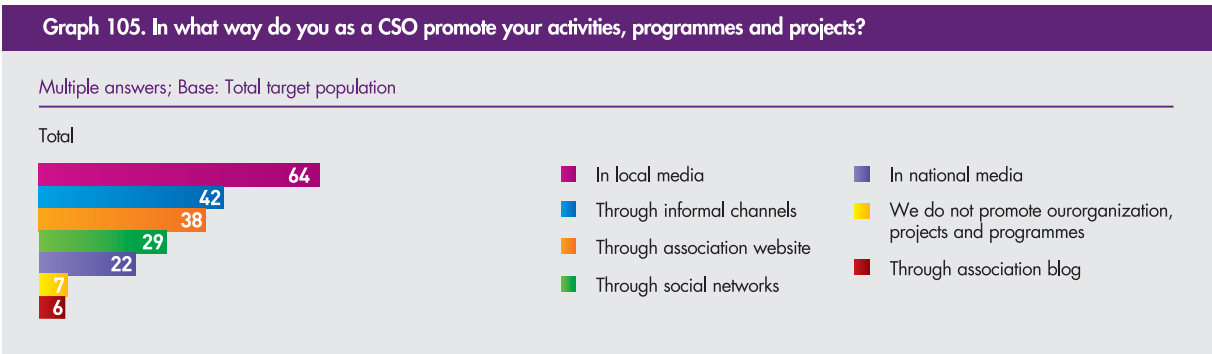 Graph 105. In what way do you as a CSO promote your activities, programmes and projects?
Multiple answers; Base: Total target population
Total
64
42
38
29
22
7
6
In local media
Through informal channels
Through association website
Through social networks
In national media
We do not promote ourorganization,
projects and programmes
Through association blog